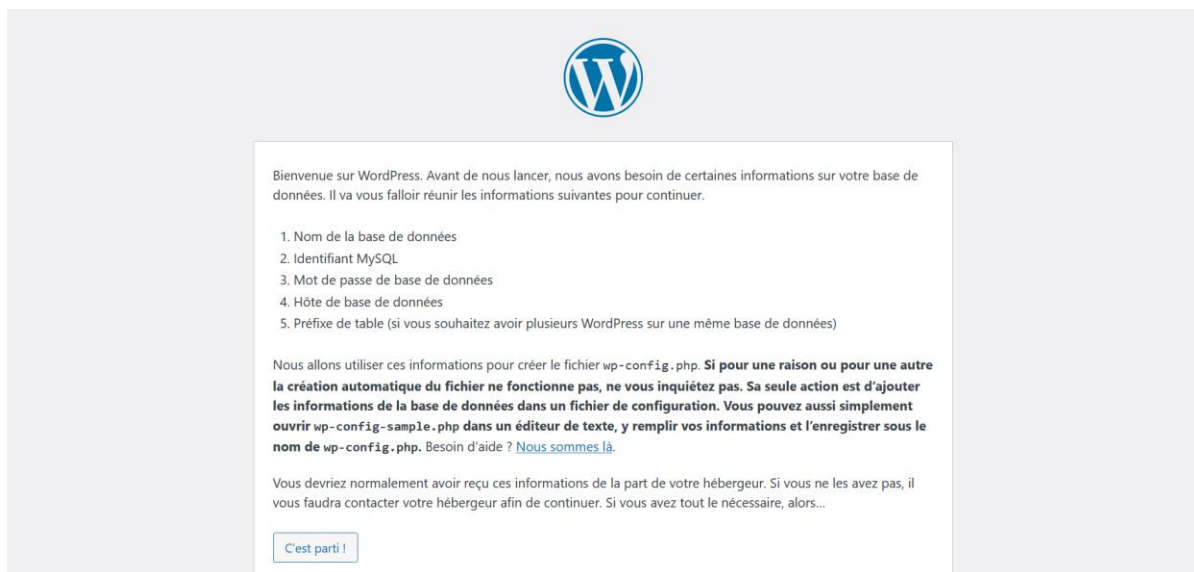 Bienvenue sur WordPress. Avant de nous lancer, nous avons besoin de certaines informations sur votre base de
données. Il va vous falloir réunir les informations suivantes pour continuer.
1. Nom de la base de données
2. Identifiant MySQL
3. Mot de passe de base de données
4. Hôte de base de données
5. Préfixe de table (si vous souhaitez avoir plusieurs WordPress sur une même base de données)
Nous allons utiliser ces informations pour créer le fichier wp-config.php. Si pour une raison ou pour une autre
la création automatique du fichier ne fonctionne pas, ne vous inquiétez pas. Sa seule action est d’ajouter
les informations de la base de données dans un fichier de configuration. Vous pouvez aussi simplement
ouvrir wp-config-sample.php dans un éditeur de texte, y remplir vos informations et l’enregistrer sous le
nom de wp-config.php. Besoin d'aide ? Nous sommes là.
Vous devriez normalement avoir reçu ces informations de la part de votre hébergeur. Si vous ne les avez pas, il
vous faudra contacter votre hébergeur afin de continuer. Si vous avez tout le nécessaire, alors…
C'est parti !